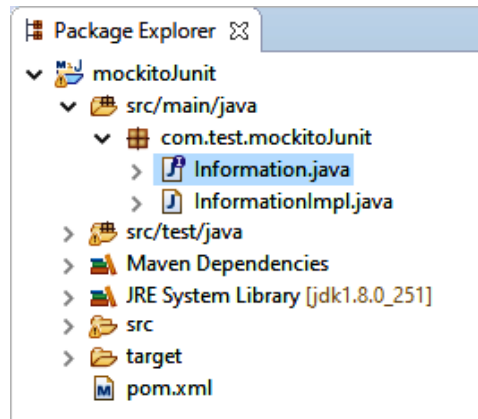 Package Explorer
mockitoJunit
src/main/java
com.test.mockitoJunit
Information.java
InformationImpl.java
src/test/java
Maven Dependencies
JRE System Library [jdk1.8.0_251]
src
target
pom.xml